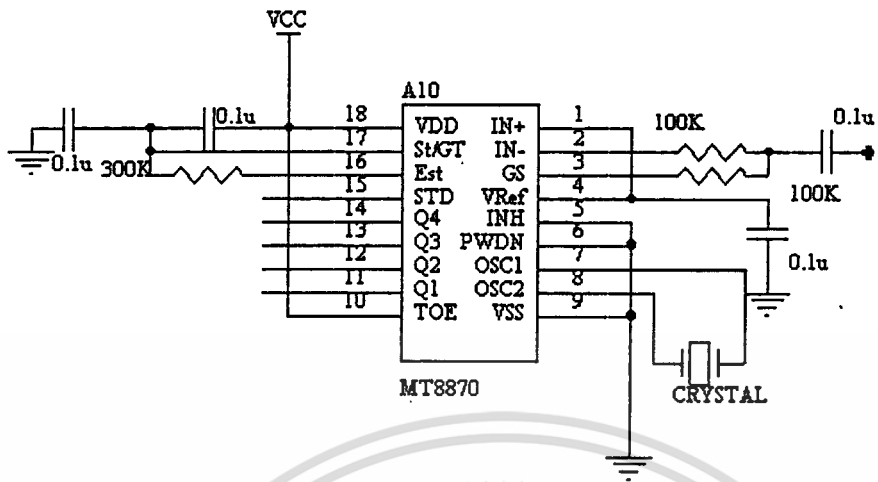 VCC
A10
0.1u
0.1u
300K
18
17
16
15
14
13
12
11
10
VDD IN+
St/GT IN-
Est GS
STD VRef
Q4 INH
Q3 PWDN
Q2 OSC1
Q1 OSC2
TOE VSS
1
2
3
4
5
6
7
8
9
100K
0.1u
100K
0.1u
MT8870
CRYSTAL